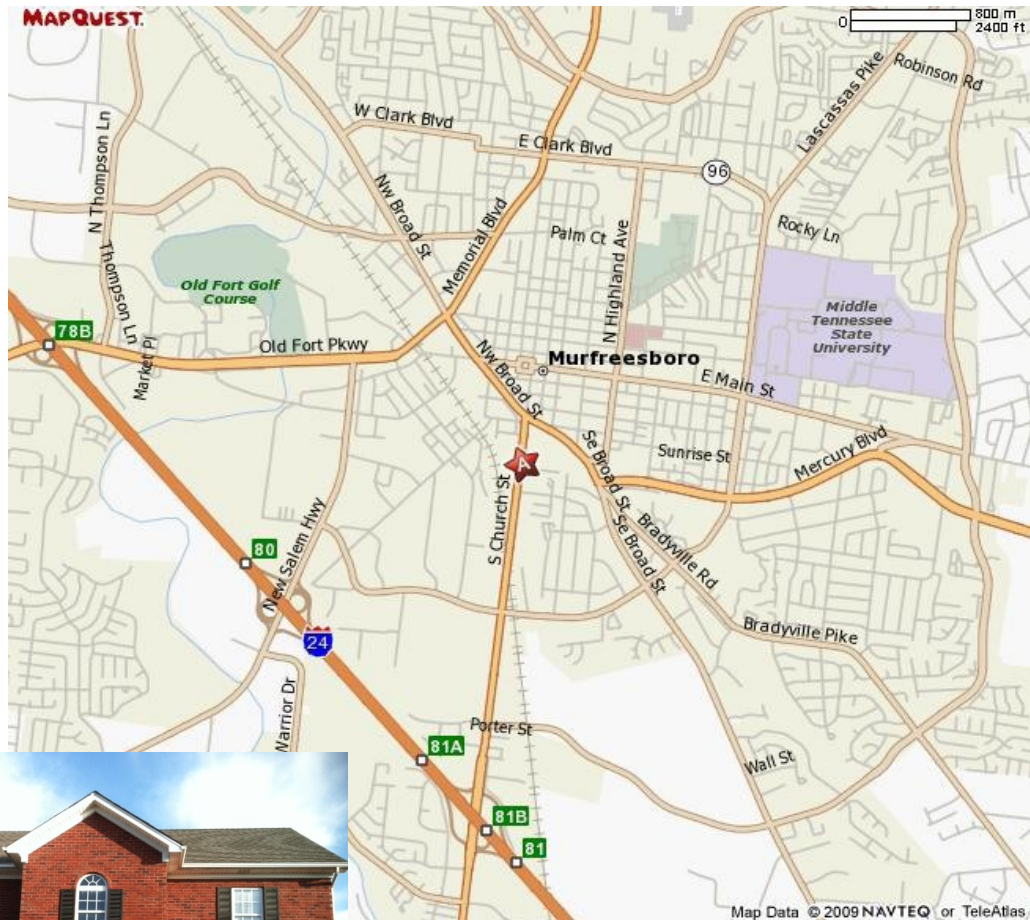 MAPQUEST.
0 800 m
2400 ft
Robinson Rd
Lascassas Pike
W Clark Blvd
E Clark Blvd
96
N Thompson Ln
Nw Broad St
Memorial Blvd
Palm Ct
N Highland Ave
Rocky Ln
Thompson Ln
Old Fort Golf
Course
Middle
Tennessee
State
University
78B
Market Pl
Old Fort Pkwy
Nw Broad St
Murfreesboro
E Main St
Se Broad St
Sunrise St
Mercury Blvd
A
S Church St
Se Broad St
Bradyville Rd
80
New Salem Hwy
24
Bradyville Pike
Warrior Dr
Porter St
81A
Wall St
81B
81
Map Data © 2009 NAVTEQ or TeleAtlas